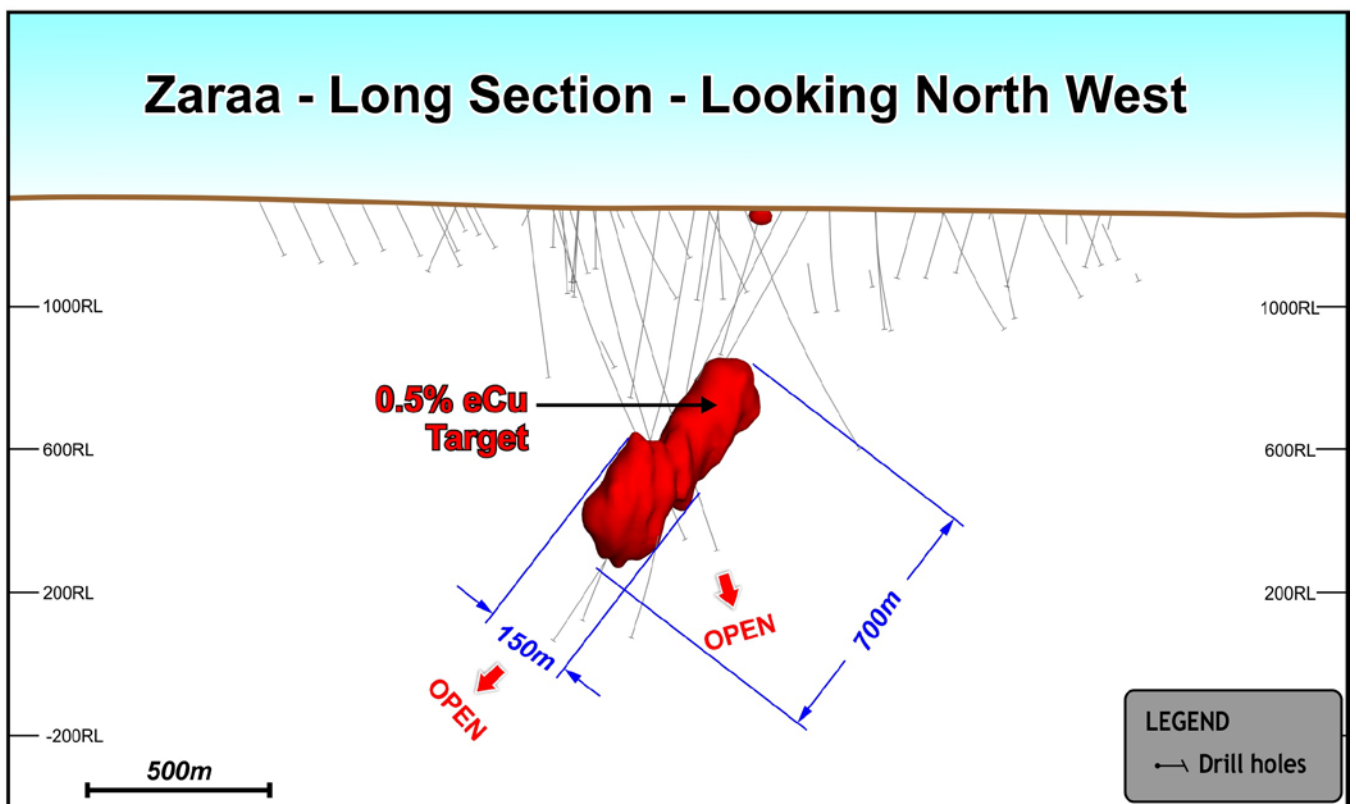 Zaraa - Long Section - Looking North West
1000RL
1000RL
0.5% eCu
Target
600RL
600RL
200RL
200RL
700m
OPEN
150m
OPEN
-200RL
LEGEND
Drill holes
500m